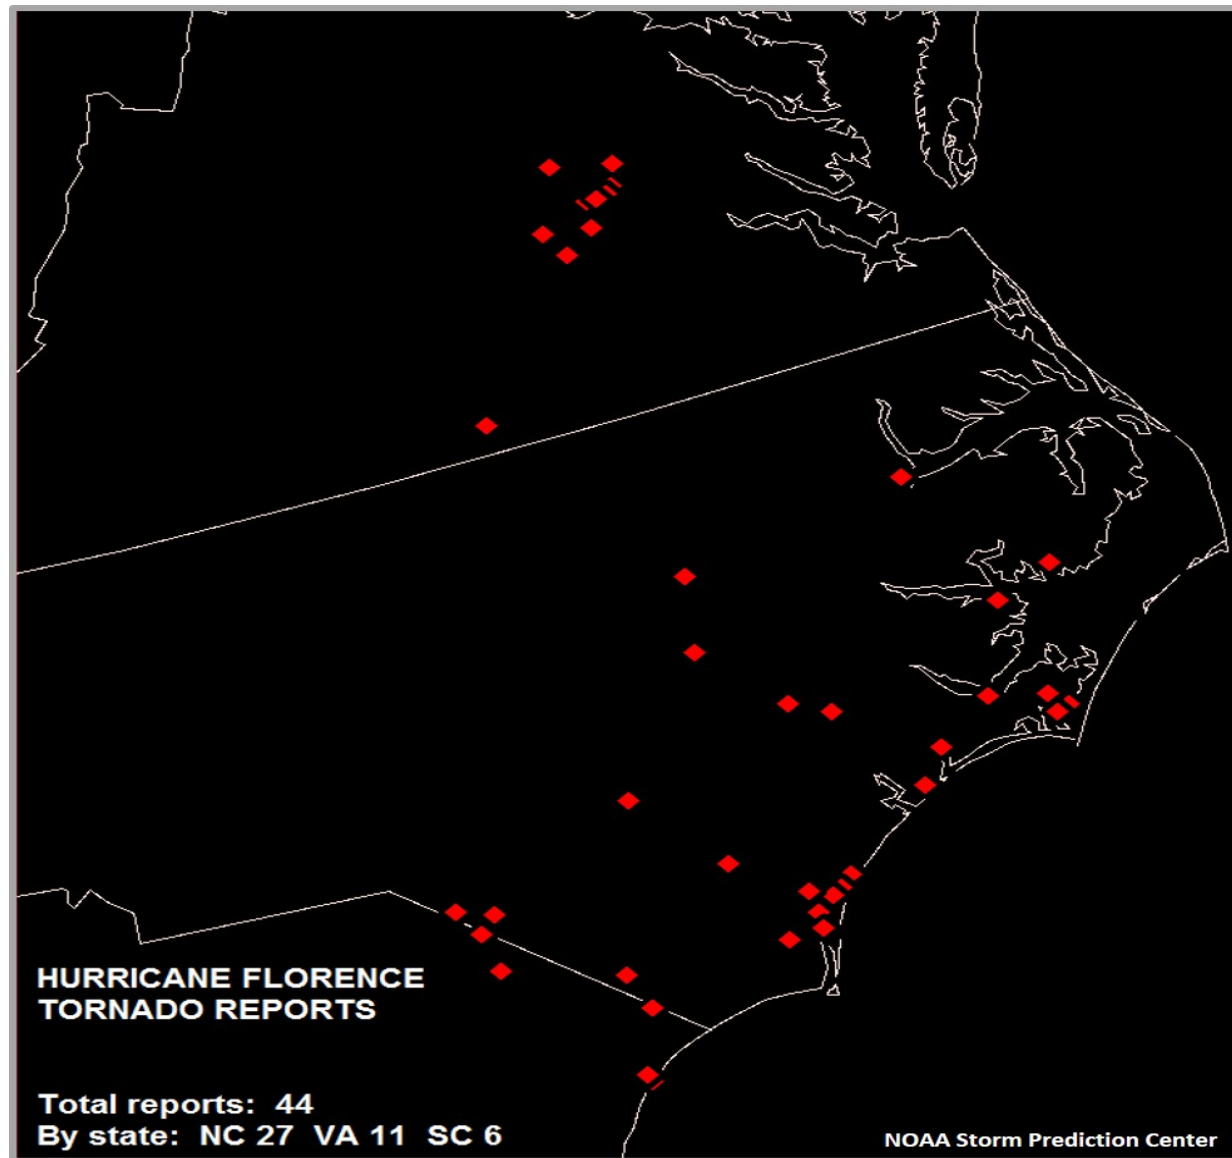 HURRICANE FLORENCE
TORNADO REPORTS
Total reports: 44
By state: NC 27 VA 11 SC 6
NOAA Storm Prediction Center